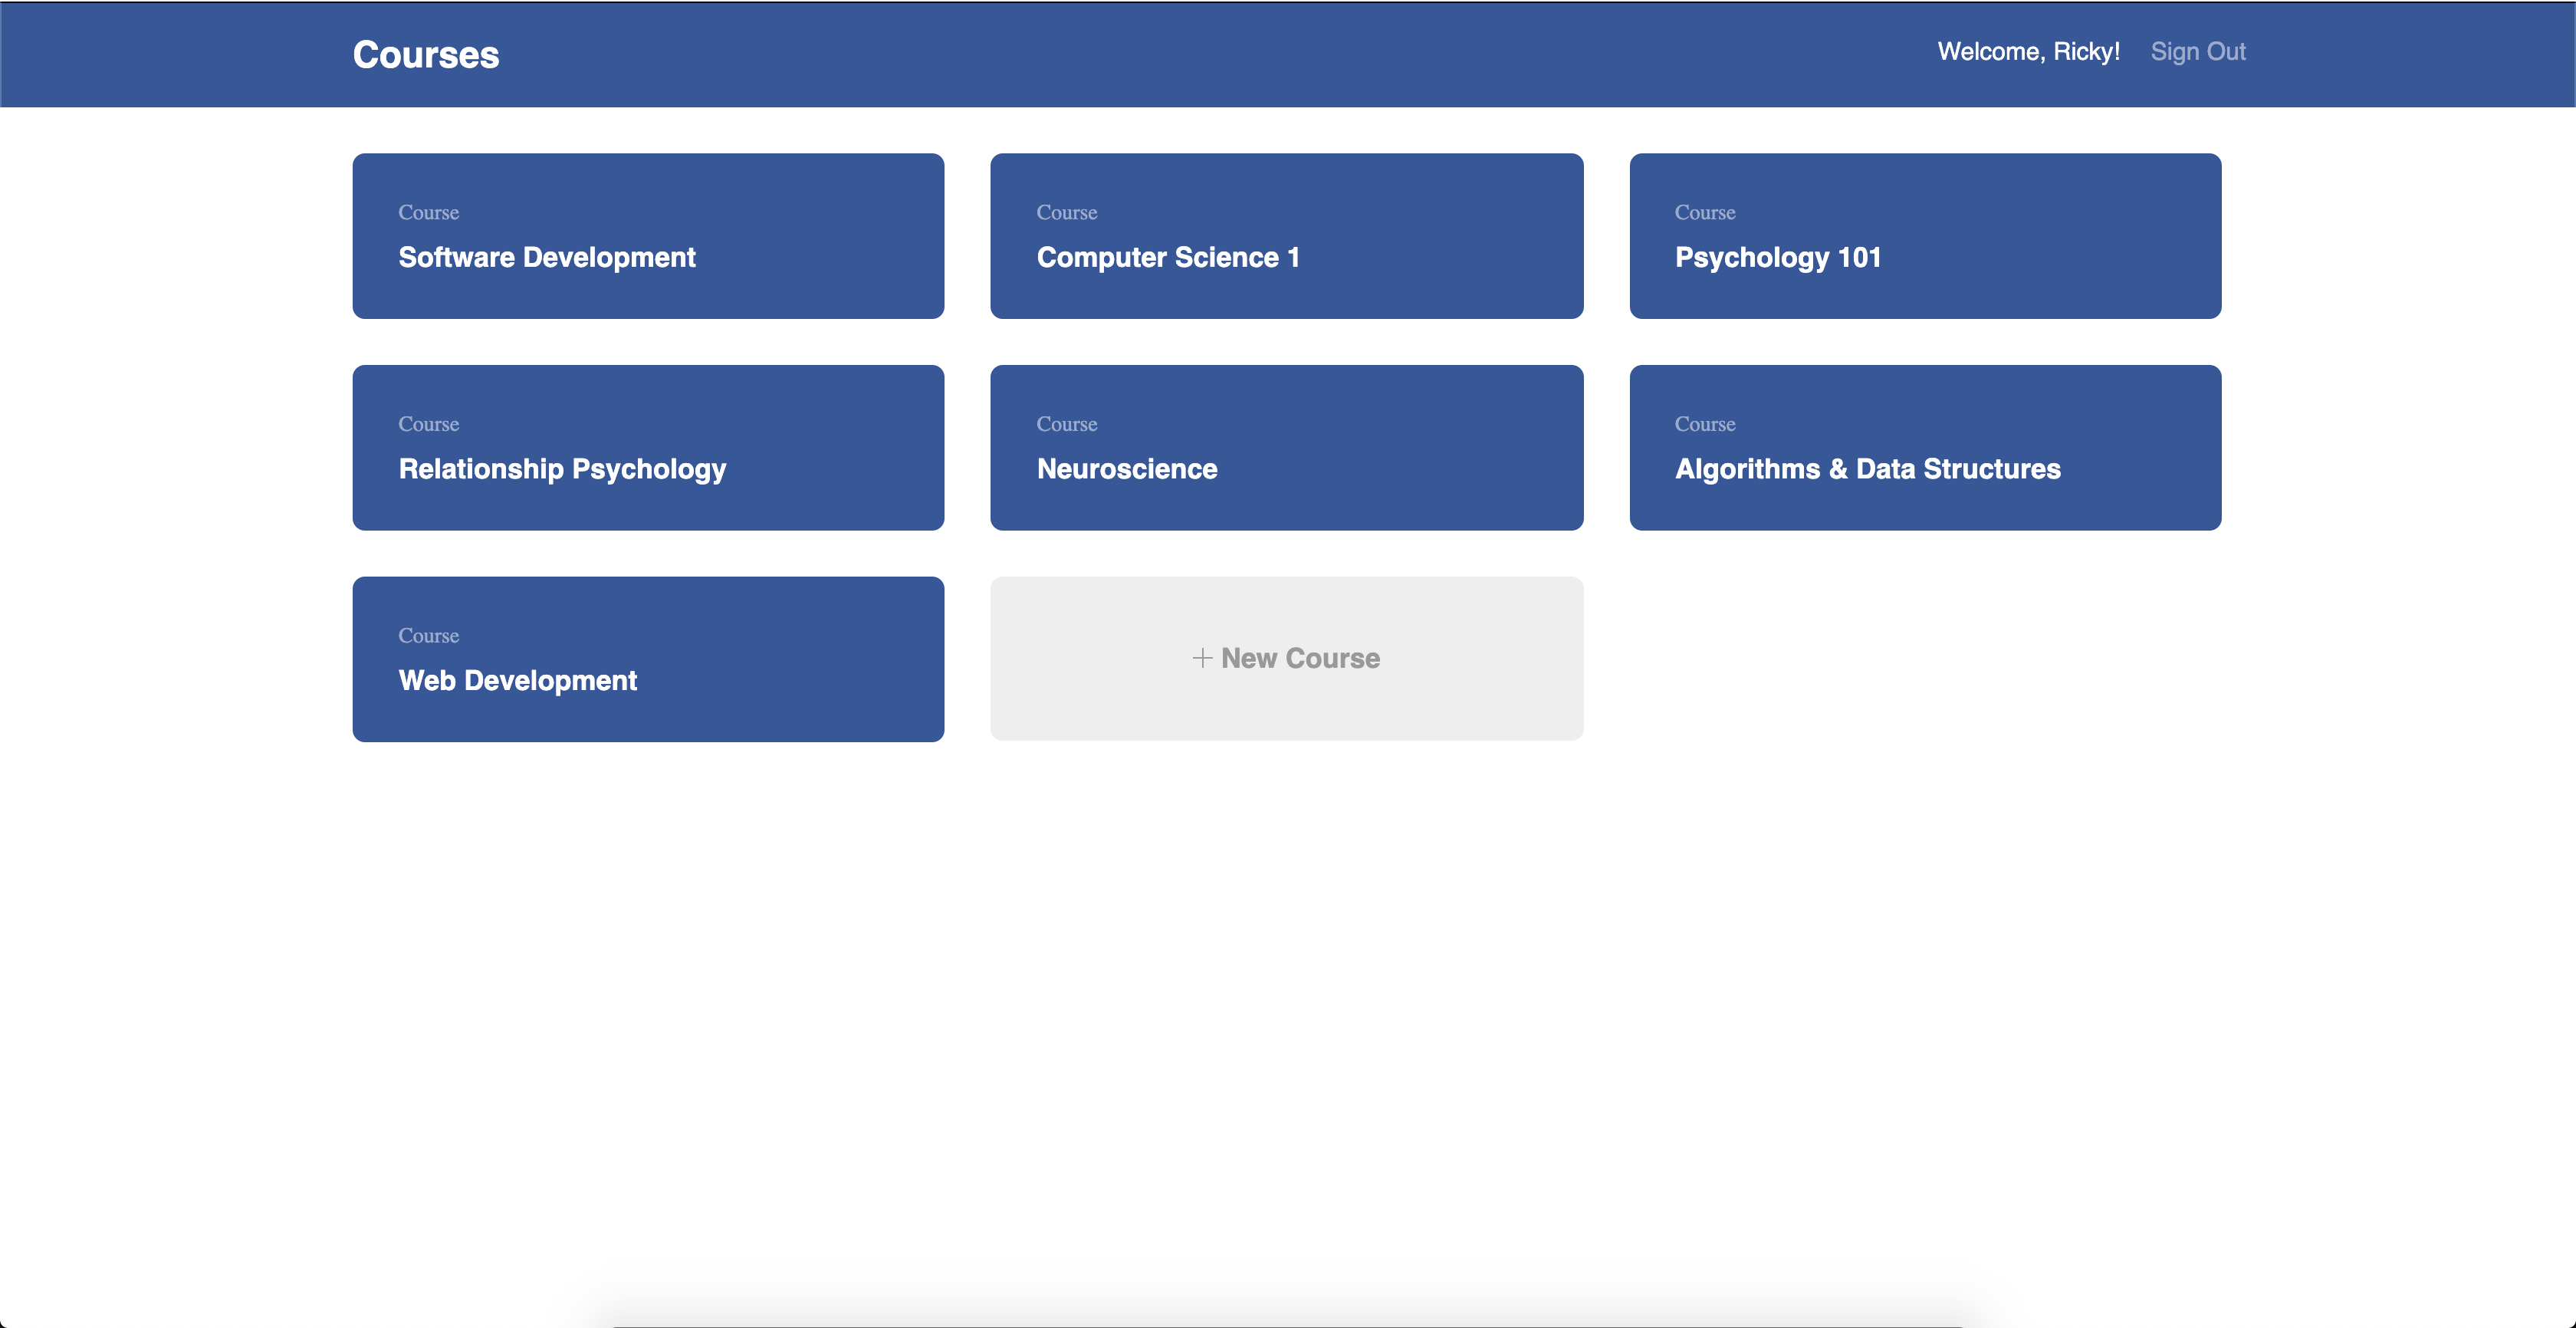 Courses
Welcome, Ricky! Sign Out
Course
Software Development
Course
Computer Science 1
Course
Psychology 101
Course
Relationship Psychology
Course
Neuroscience
Course
Algorithms & Data Structures
Course
Web Development
+ New Course